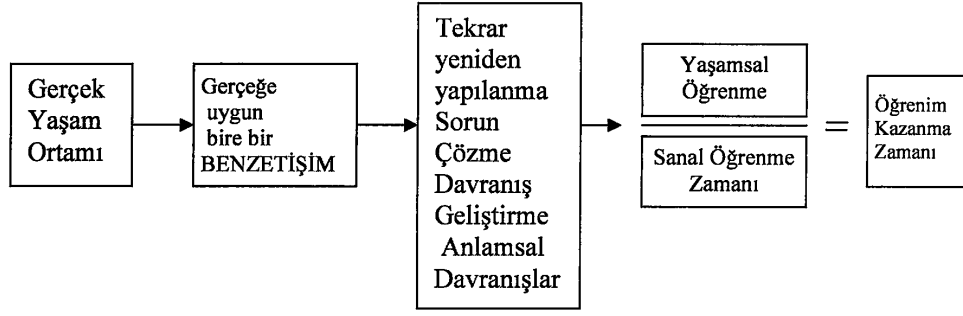 Gerçek
Yaşam
Ortamı
Gerçeğe
uygun
bire bir
BENZETİŞİM
Tekrar
yeniden
yapılanma
Sorun
Çözme
Davranış
Geliştirme
Anlamsal
Davranışlar
Yaşamsal
Öğrenme
Sanal Öğrenme
Zamanı
=
Öğrenim
Kazanma
Zamanı